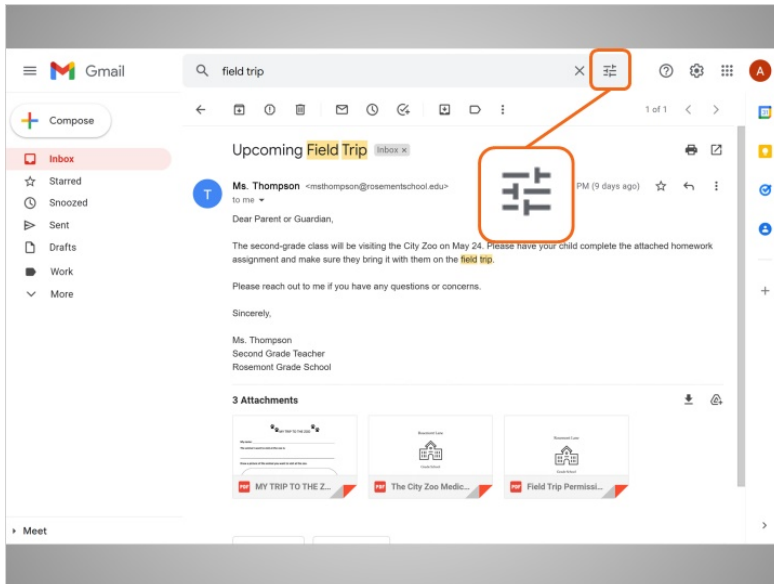 Gmail
field trip
A
Compose
1 of 1
Inbox
Starred
Snoozed
Sent
Drafts
Work
More
Meet
Upcoming Field Trip Inbox x
T
Ms. Thompson <msthompson@rosementschool.edu>
PM (9 days ago)
to me
Dear Parent or Guardian,
The second-grade class will be visiting the City Zoo on May 24. Please have your child complete the attached homework
assignment and make sure they bring it with them on the field trip.
Please reach out to me if you have any questions or concerns.
Sincerely,
Ms. Thompson
Second Grade Teacher
Rosemont Grade School
3 Attachments
MY TRIP TO THE ZOO
Rosemont Lane
Grade School
Rosemont Lane
Grade School
PDF MY TRIP TO THE Z...
PDF The City Zoo Medic...
PDF Field Trip Permissi...